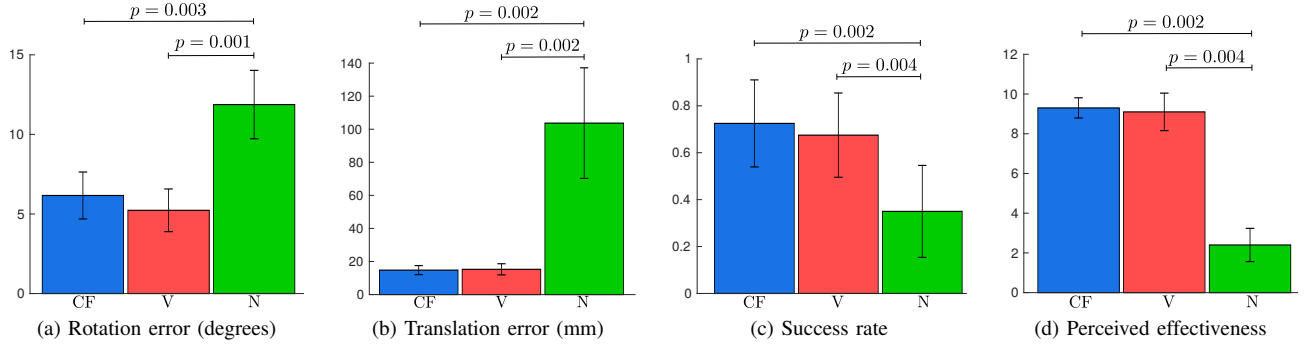 p = 0.003
p = 0.001
15
10
5
0
CF V N
(a) Rotation error (degrees)
p = 0.002
p = 0.002
140
120
100
80
60
40
20
0
CF V N
(b) Translation error (mm)
p = 0.002
p = 0.004
1
0.8
0.6
0.4
0.2
0
CF V N
(c) Success rate
p = 0.002
p = 0.004
12
10
8
6
4
2
0
CF V N
(d) Perceived effectiveness